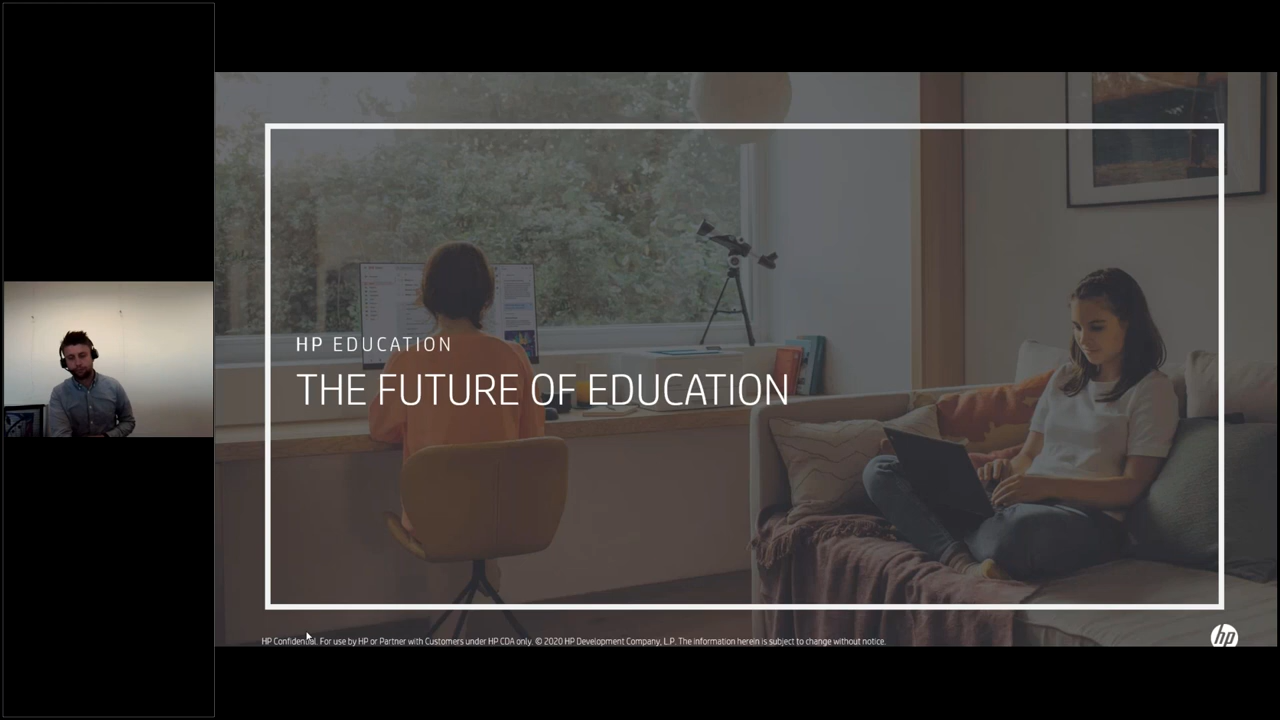 HP EDUCATION
THE FUTURE OF EDUCATION
HP Confidential. For use by HP or Partner with Customers under HP CDA only. © 2020 HP Development Company, L.P. The information herein is subject to change without notice.
hp